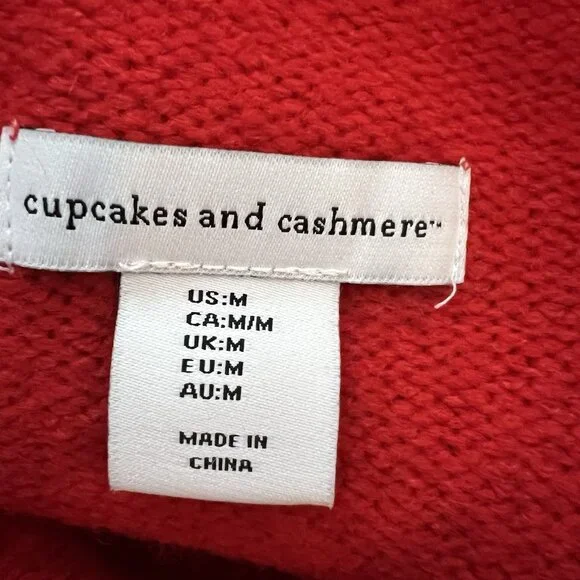 cupcakes and cashmere™
US:M
CA:M/M
UK:M
EU:M
AU:M
MADE IN
CHINA